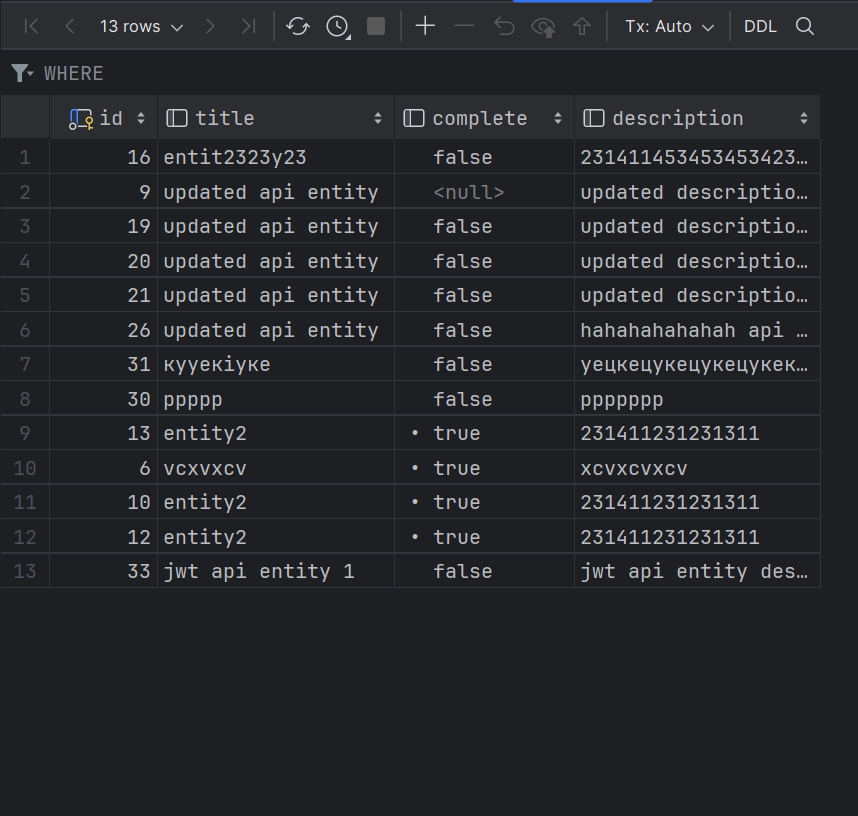 13 rows Tx: Auto DDL
WHERE
id title complete description
1 16 entit2323y23 false 231411453453453423…
2 9 updated api entity <null> updated descriptio…
3 19 updated api entity false updated descriptio…
4 20 updated api entity false updated descriptio…
5 21 updated api entity false updated descriptio…
6 26 updated api entity false hahahahahahah api …
7 31 кууекіуке false уецкецукецукецукек…
8 30 ppppp false ppppppp
9 13 entity2 • true 231411231231311
10 6 vcxvxcv • true xcvxcvxcv
11 10 entity2 • true 231411231231311
12 12 entity2 • true 231411231231311
13 33 jwt api entity 1 false jwt api entity des…